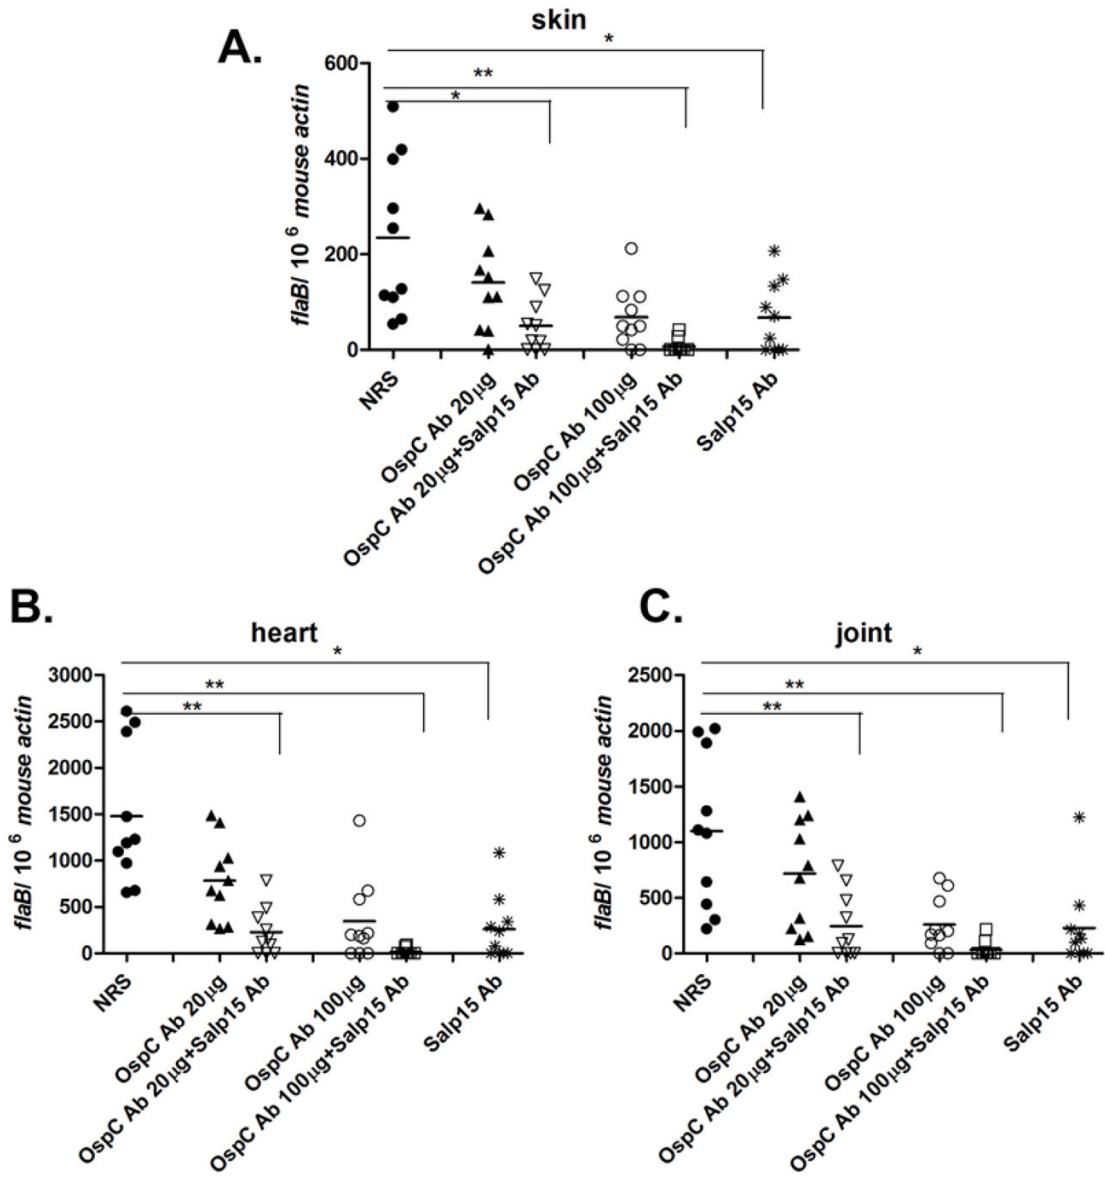 A.
skin
*
**
*
flaB/ 10 6 mouse actin
600
400
200
0
NRS
OspC Ab 20µg
OspC Ab 20µg+Salp15 Ab
OspC Ab 100µg
OspC Ab 100µg+Salp15 Ab
Salp15 Ab
B.
heart
*
**
**
flaB/ 10 6 mouse actin
3000
2500
2000
1500
1000
500
0
NRS
OspC Ab 20µg
OspC Ab 20µg+Salp15 Ab
OspC Ab 100µg
OspC Ab 100µg+Salp15 Ab
Salp15 Ab
C.
joint
*
**
**
flaB/ 10 6 mouse actin
2500
2000
1500
1000
500
0
NRS
OspC Ab 20µg
OspC Ab 20µg+Salp15 Ab
OspC Ab 100µg
OspC Ab 100µg+Salp15 Ab
Salp15 Ab